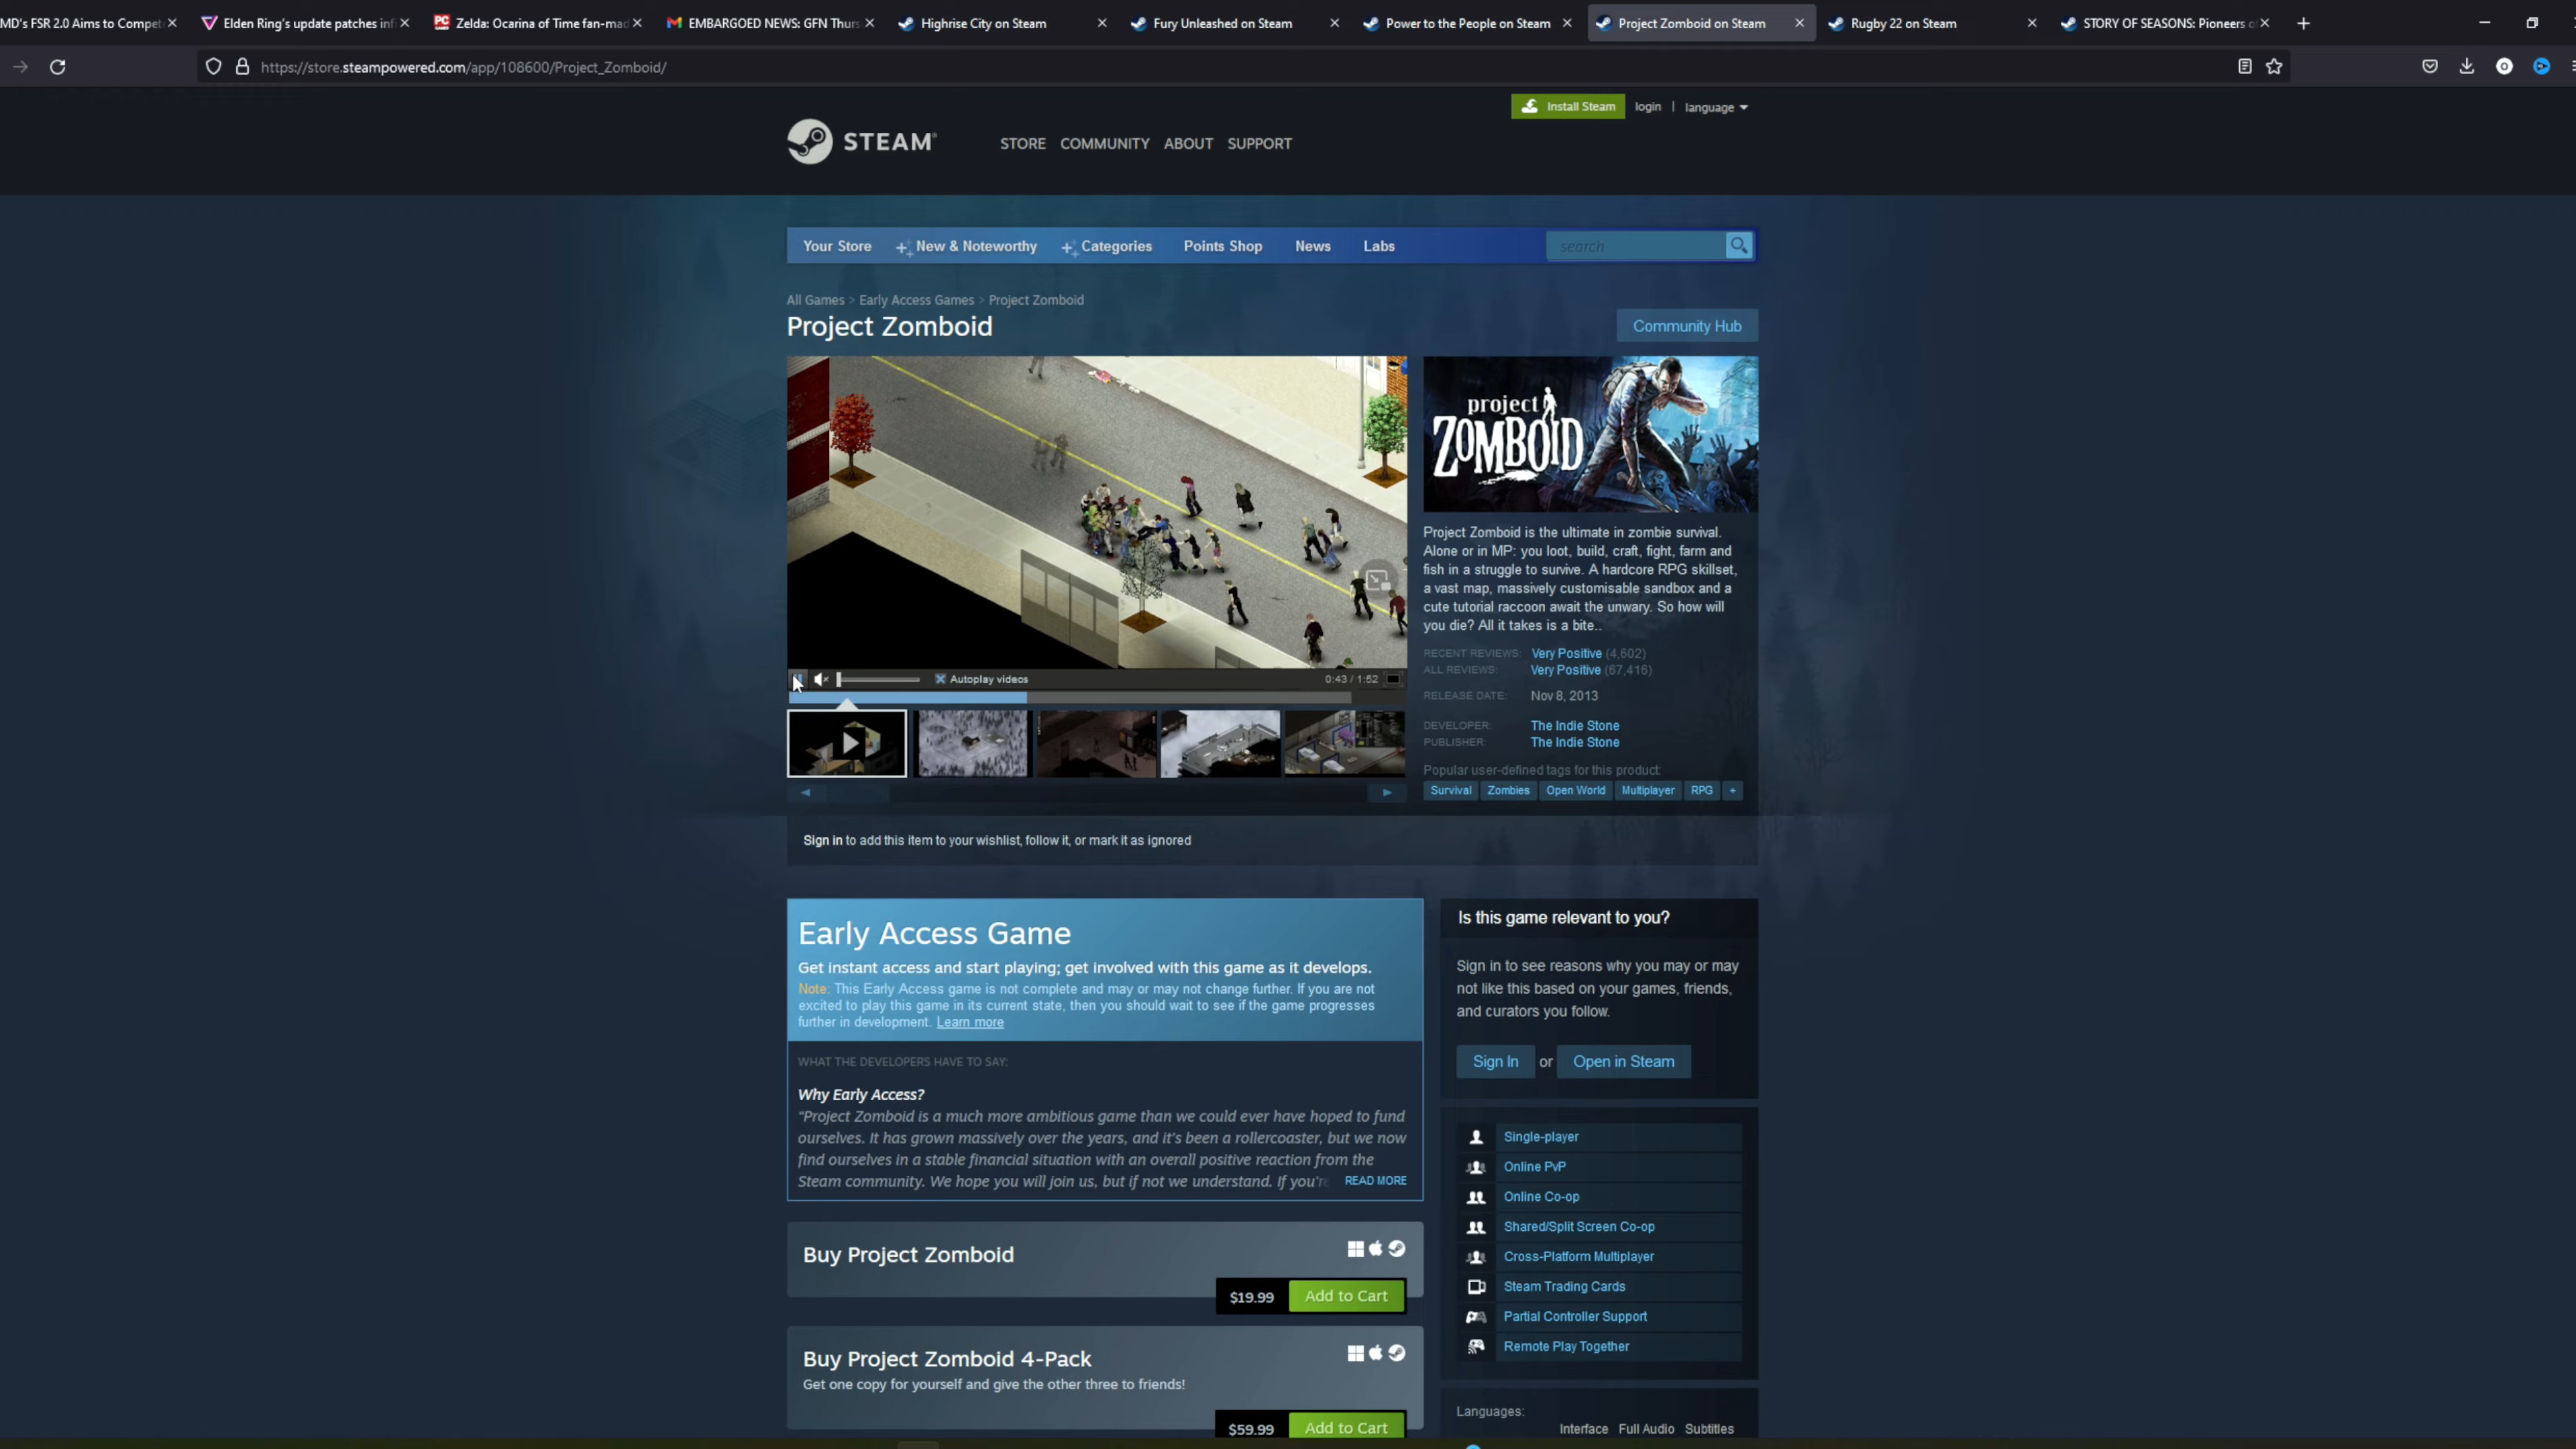 MD's FSR 2.0 Aims to Compet
Elden Ring's update patches infi
Zelda: Ocarina of Time fan-mad
EMBARGOED NEWS: GFN Thurs
Highrise City on Steam
Fury Unleashed on Steam
Power to the People on Steam
Project Zomboid on Steam
Rugby 22 on Steam
STORY OF SEASONS: Pioneers o
https://store.steampowered.com/app/108600/Project_Zomboid/
Install Steam login | language
STEAM® STORE COMMUNITY ABOUT SUPPORT
Your Store New & Noteworthy Categories Points Shop News Labs search
All Games > Early Access Games > Project Zomboid
Project Zomboid
Community Hub
project
ZOMBOID
Project Zomboid is the ultimate in zombie survival.
Alone or in MP: you loot, build, craft, fight, farm and
fish in a struggle to survive. A hardcore RPG skillset,
a vast map, massively customisable sandbox and a
cute tutorial raccoon await the unwary. So how will
you die? All it takes is a bite..
RECENT REVIEWS: Very Positive (4,602)
ALL REVIEWS: Very Positive (67,416)
RELEASE DATE: Nov 8, 2013
DEVELOPER: The Indie Stone
PUBLISHER: The Indie Stone
Popular user-defined tags for this product:
Survival Zombies Open World Multiplayer RPG +
Autoplay videos 0:43 / 1:52
Sign in to add this item to your wishlist, follow it, or mark it as ignored
Early Access Game
Get instant access and start playing; get involved with this game as it develops.
Note: This Early Access game is not complete and may or may not change further. If you are not
excited to play this game in its current state, then you should wait to see if the game progresses
further in development. Learn more
WHAT THE DEVELOPERS HAVE TO SAY:
Why Early Access?
"Project Zomboid is a much more ambitious game than we could ever have hoped to fund
ourselves. It has grown massively over the years, and it's been a rollercoaster, but we now
find ourselves in a stable financial situation with an overall positive reaction from the
Steam community. We hope you will join us, but if not we understand. If you're READ MORE
Buy Project Zomboid
$19.99 Add to Cart
Buy Project Zomboid 4-Pack
Get one copy for yourself and give the other three to friends!
$59.99 Add to Cart
Is this game relevant to you?
Sign in to see reasons why you may or may
not like this based on your games, friends,
and curators you follow.
Sign In or Open in Steam
Single-player
Online PvP
Online Co-op
Shared/Split Screen Co-op
Cross-Platform Multiplayer
Steam Trading Cards
Partial Controller Support
Remote Play Together
Languages:
Interface Full Audio Subtitles